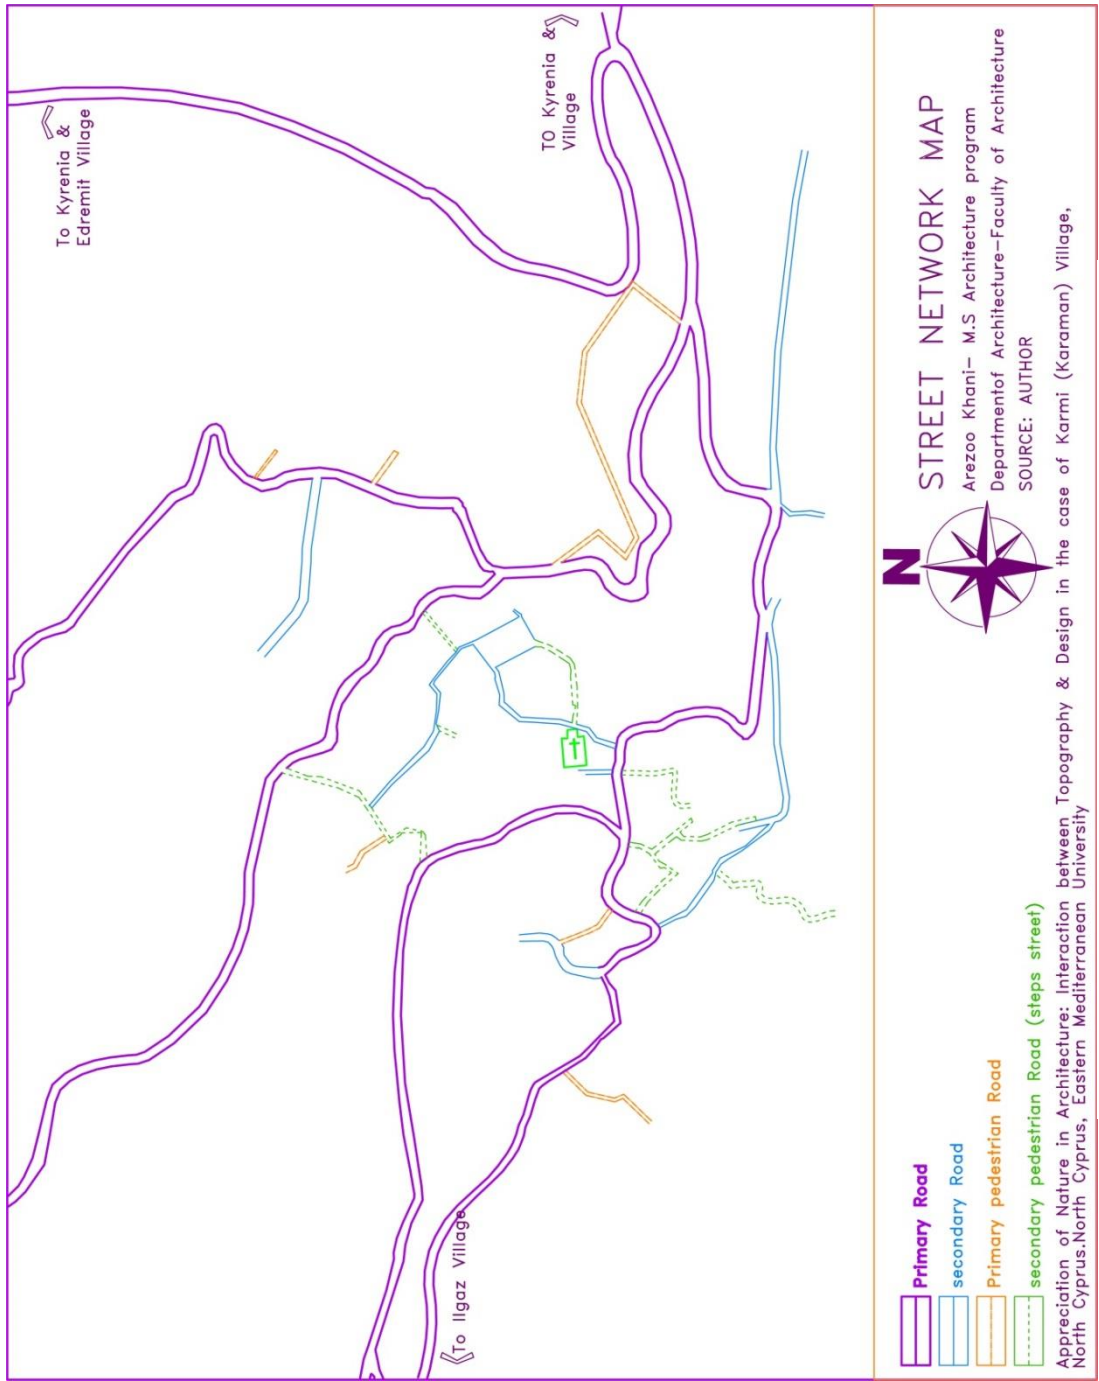 To Kyrenia &
Edremit Village
TO Kyrenia &
Village
To Ilgaz Village
STREET NETWORK MAP
Arezoo Khani- M.S Architecture program
Departmentof Architecture-Faculty of Architecture
SOURCE: AUTHOR
N
Primary Road
secondary Road
Primary pedestrian Road
secondary pedestrian Road (steps street)
Appreciation of Nature in Architecture: Interaction between Topography & Design in the case of Karmi (Karaman) Village,
North Cyprus.North Cyprus, Eastern Mediterranean University